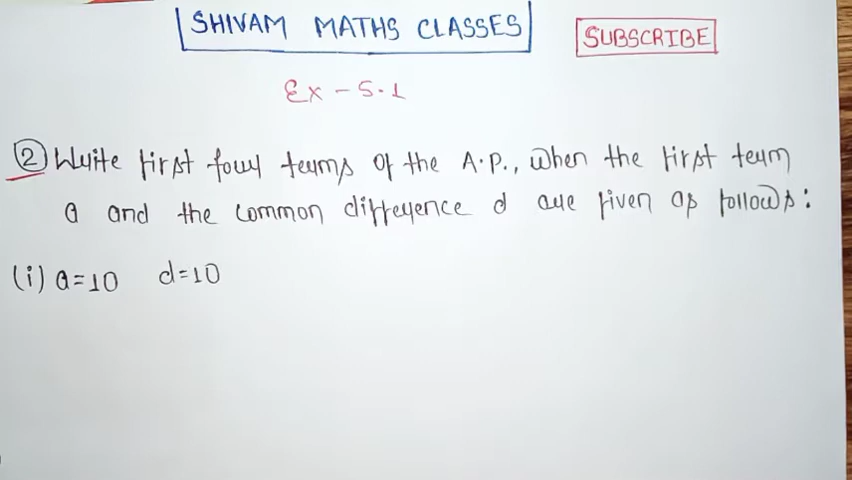 SHIVAM MATHS CLASSES
SUBSCRIBE
Ex - 5.1
② Write first four terms of the A.P., when the first term
a and the common difference d are given as follows:
(i) a=10 d=10